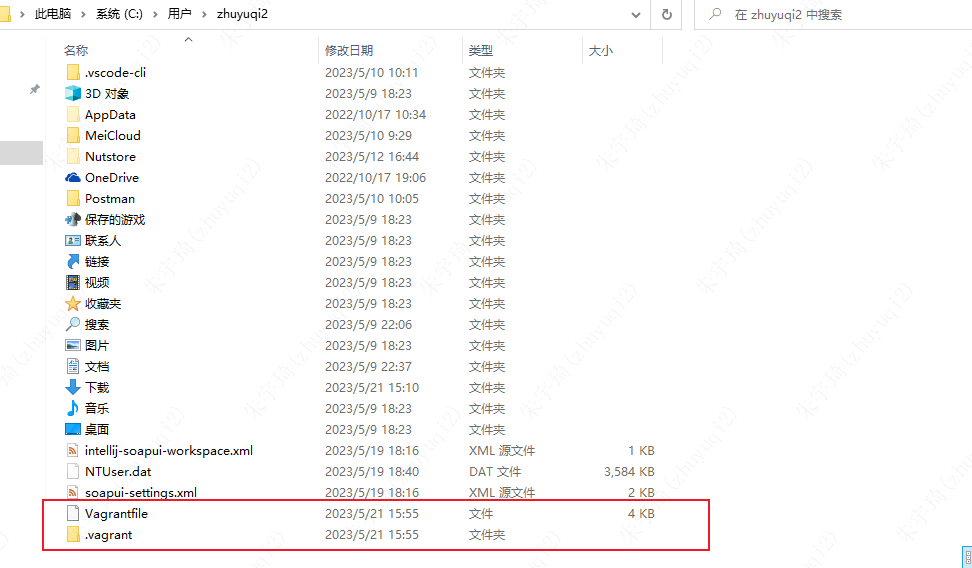 此电脑 系统 (C:) 用户 zhuyuqi2 在 zhuyuqi2 中搜索
名称 修改日期 类型 大小
.vscode-cli 2023/5/10 10:11 文件夹
3D 对象 2023/5/9 18:23 文件夹
AppData 2022/10/17 10:34 文件夹
MeiCloud 2023/5/10 9:29 文件夹
Nutstore 2023/5/12 16:44 文件夹
OneDrive 2022/10/17 19:06 文件夹
Postman 2023/5/10 10:05 文件夹
保存的游戏 2023/5/9 18:23 文件夹
联系人 2023/5/9 18:23 文件夹
链接 2023/5/9 18:23 文件夹
视频 2023/5/9 18:23 文件夹
收藏夹 2023/5/9 18:23 文件夹
搜索 2023/5/9 22:06 文件夹
图片 2023/5/9 18:23 文件夹
文档 2023/5/9 22:37 文件夹
下载 2023/5/21 15:10 文件夹
音乐 2023/5/9 18:23 文件夹
桌面 2023/5/9 18:23 文件夹
intellij-soapui-workspace.xml 2023/5/19 18:16 XML 源文件 1 KB
NTUser.dat 2023/5/19 18:40 DAT 文件 3,584 KB
soapui-settings.xml 2023/5/19 18:16 XML 源文件 2 KB
Vagrantfile 2023/5/21 15:55 文件 4 KB
.vagrant 2023/5/21 15:55 文件夹
朱宇琦(zhuyuqi2)